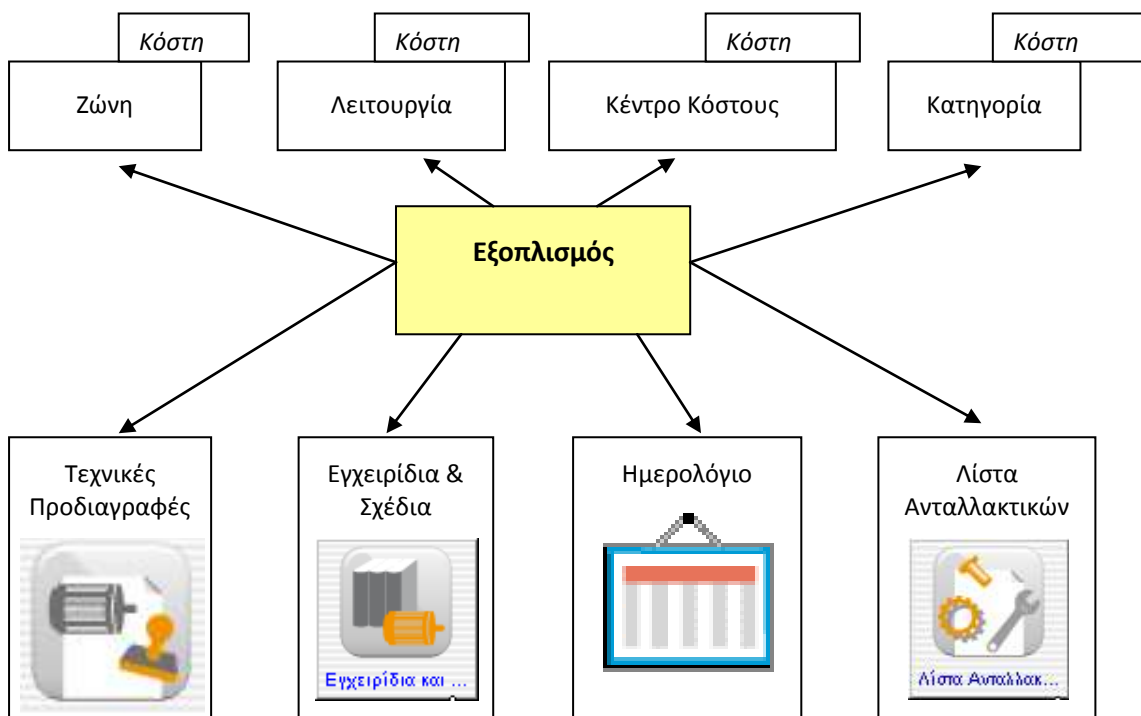 Κόστη
Κόστη
Κόστη
Κόστη
Ζώνη
Λειτουργία
Κέντρο Κόστους
Κατηγορία
Εξοπλισμός
Τεχνικές
Προδιαγραφές
Εγχειρίδια &
Σχέδια
Εγχειρίδια και ...
Ημερολόγιο
Λίστα
Ανταλλακτικών
Λίστα Ανταλλακ...